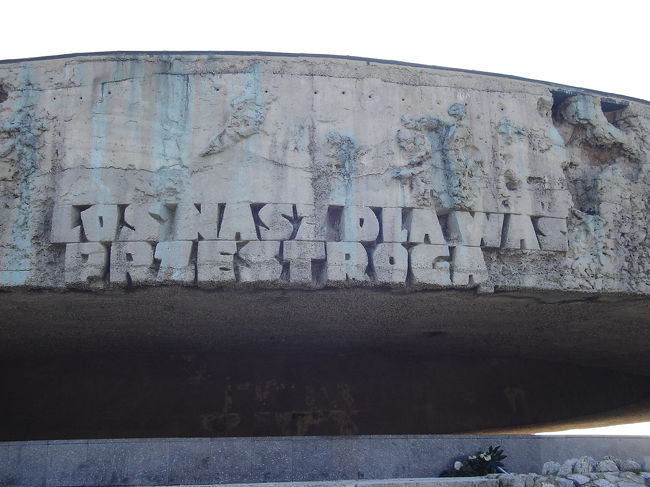 LOS NASZ DLA WAS
PRZESTROGĄ